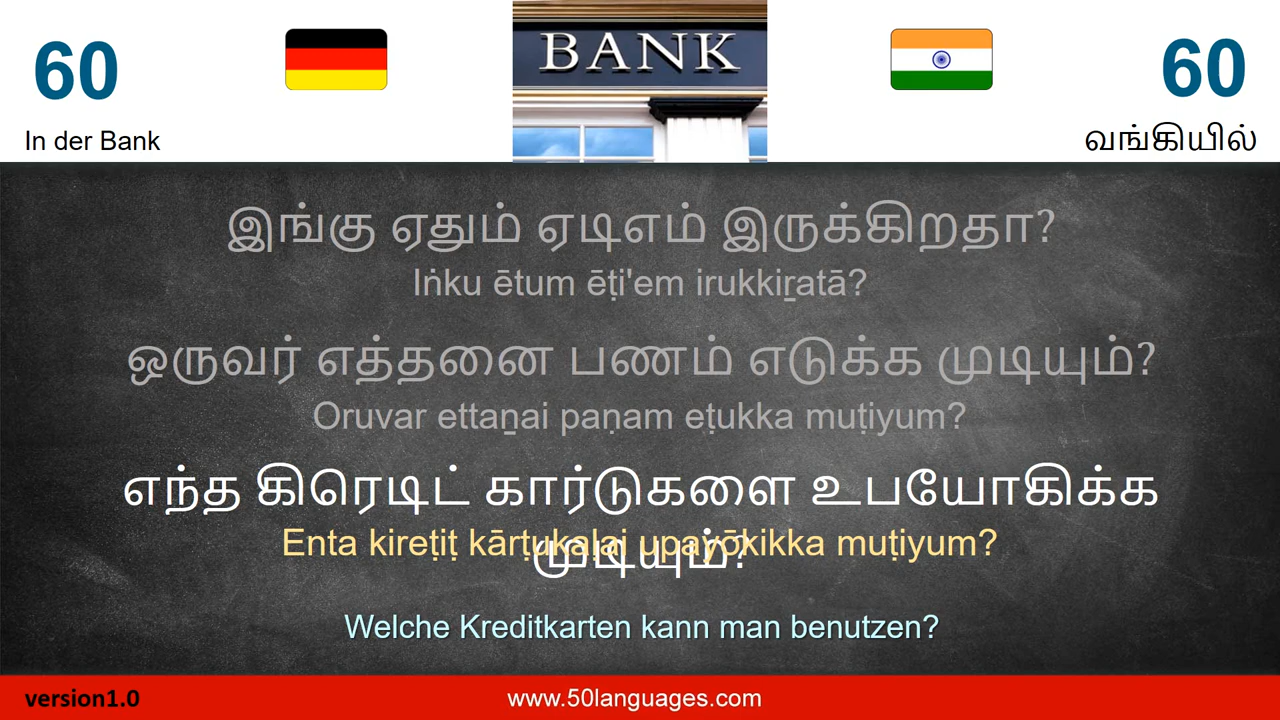 60
In der Bank
BANK
60
வங்கியில்
இங்கு ஏதும் ஏடிஎம் இருக்கிறதா?
Iṅku ētum ēṭi'em irukkiṟatā?
ஒருவர் எத்தனை பணம் எடுக்க முடியும்?
Oruvar ettaṉai paṇam eṭukka muṭiyum?
எந்த கிரெடிட் கார்டுகளை உபயோகிக்க
முடியும்?
Enta kireṭiṭ kārṭukaḷai upayōkikka muṭiyum?
Welche Kreditkarten kann man benutzen?
version1.0
www.50languages.com